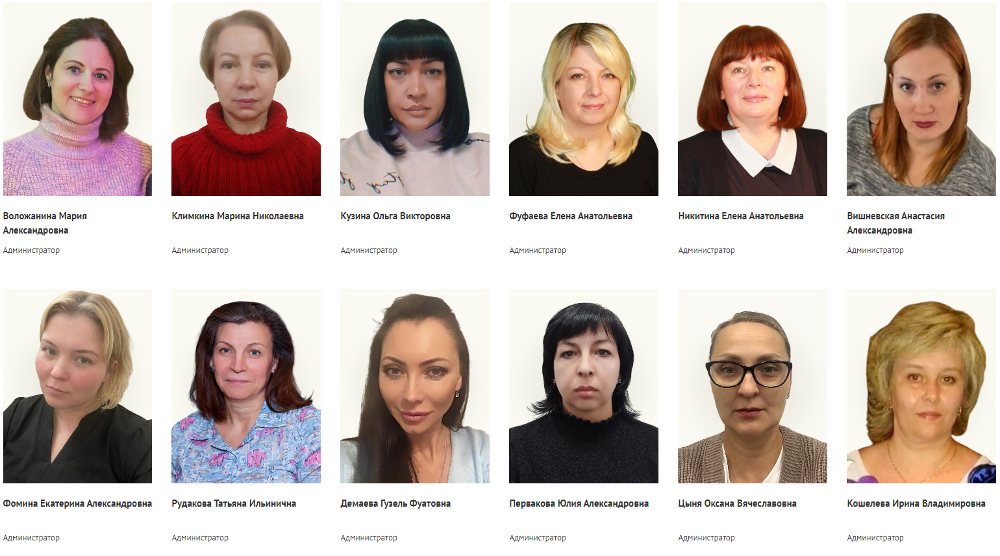 Воложанина Мария
Александровна
Администратор
Климкина Марина Николаевна
Администратор
Кузина Ольга Викторовна
Администратор
Фуфаева Елена Анатольевна
Администратор
Никитина Елена Анатольевна
Администратор
Вишневская Анастасия
Александровна
Администратор
Фомина Екатерина Александровна
Администратор
Рудакова Татьяна Ильинична
Администратор
Демаева Гузель Фуатовна
Администратор
Первакова Юлия Александровна
Администратор
Цыня Оксана Вячеславовна
Администратор
Кошелева Ирина Владимировна
Администратор